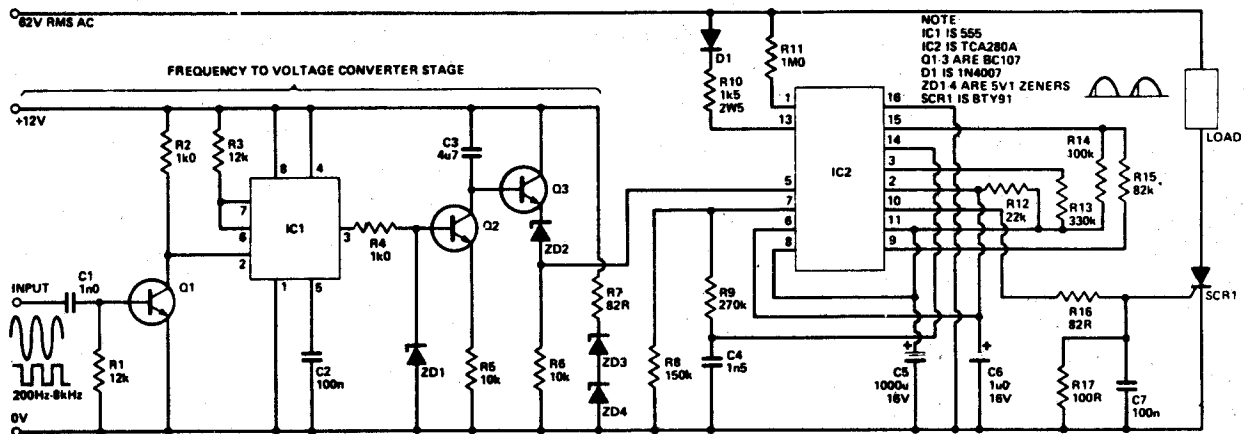 82V RMS AC
FREQUENCY TO VOLTAGE CONVERTER STAGE
+12V
NOTE
IC1 IS 555
IC2 IS TCA280A
Q1-3 ARE BC107
D1 IS 1N4007
ZD1-4 ARE 5V1 ZENERS
SCR1 IS BTY91
D1
R10
1k5
2W5
R11
1M0
R2
1k0
R3
12k
8
4
7
6
2
IC1
3
1
5
R4
1k0
C3
4u7
Q2
Q3
ZD2
R7
82R
ZD3
ZD4
ZD1
R5
10k
R6
10k
INPUT
C1
1n0
Q1
R1
12k
200Hz-8kHz
C2
100n
0V
1
13
5
7
6
8
IC2
16
15
14
3
2
10
11
9
R14
300k
R15
82k
R12
22k
R13
330k
R9
270k
R8
150k
C4
1n5
C5
1000u
16V
C6
1u0
16V
R16
82R
R17
100R
C7
100n
SCR1
LOAD
+
+